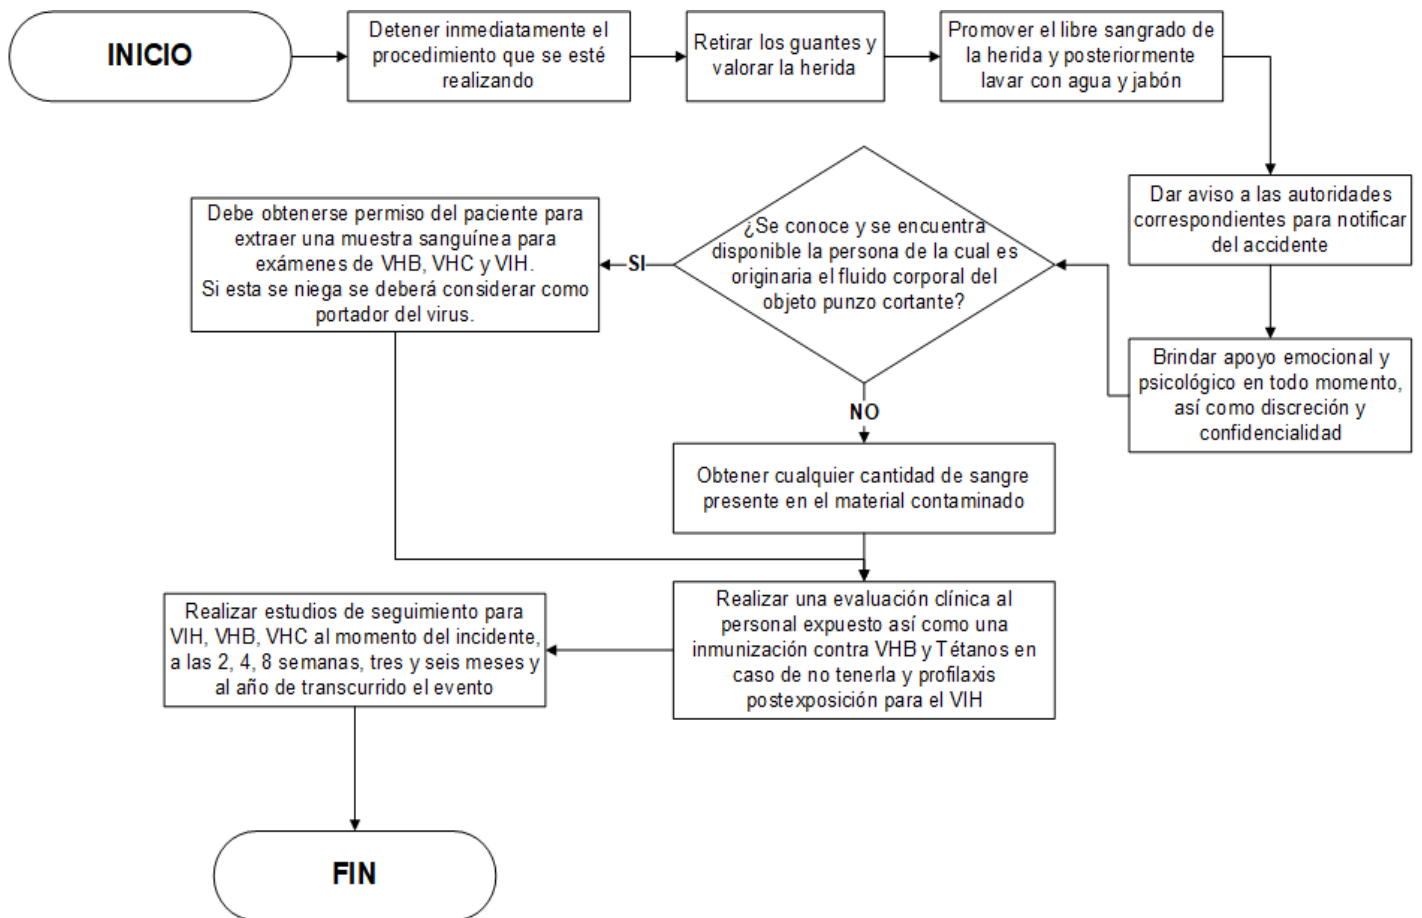 INICIO
Detener inmediatamente el
procedimiento que se esté
realizando
Retirar los guantes y
valorar la herida
Promover el libre sangrado de
la herida y posteriormente
lavar con agua y jabón
Dar aviso a las autoridades
correspondientes para notificar
del accidente
Brindar apoyo emocional y
psicológico en todo momento,
así como discreción y
confidencialidad
¿Se conoce y se encuentra
disponible la persona de la cual es
originaria el fluido corporal del
objeto punzo cortante?
SI
Debe obtenerse permiso del paciente para
extraer una muestra sanguínea para
exámenes de VHB, VHC y VIH.
Si esta se niega se deberá considerar como
portador del virus.
NO
Obtener cualquier cantidad de sangre
presente en el material contaminado
Realizar una evaluación clínica al
personal expuesto así como una
inmunización contra VHB y Tétanos en
caso de no tenerla y profilaxis
postexposición para el VIH
Realizar estudios de seguimiento para
VIH, VHB, VHC al momento del incidente,
a las 2, 4, 8 semanas, tres y seis meses y
al año de transcurrido el evento
FIN